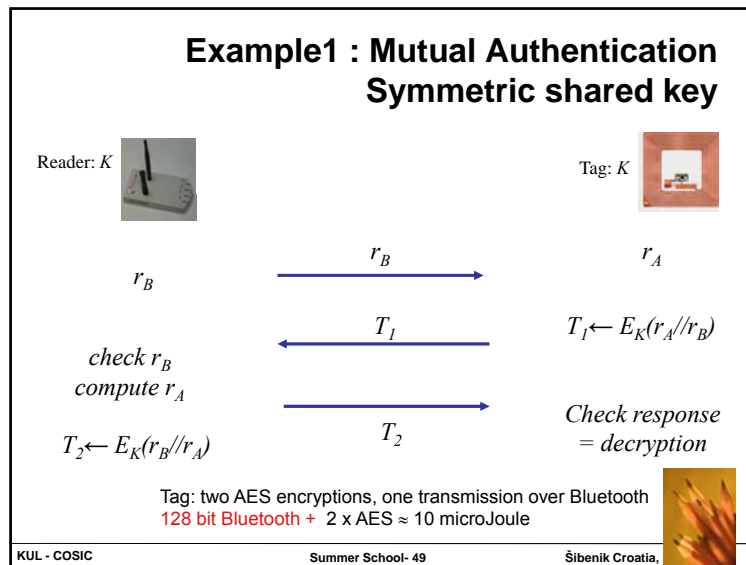 Example1 : Mutual Authentication
Symmetric shared key
Reader: K
Tag: K
r_B
r_B
r_A
T_1
T_1← E_K(r_A//r_B)
check r_B
compute r_A
T_2← E_K(r_B//r_A)
T_2
Check response
= decryption
Tag: two AES encryptions, one transmission over Bluetooth
128 bit Bluetooth + 2 x AES ≈ 10 microJoule
KUL - COSIC
Summer School- 49
Šibenik Croatia,